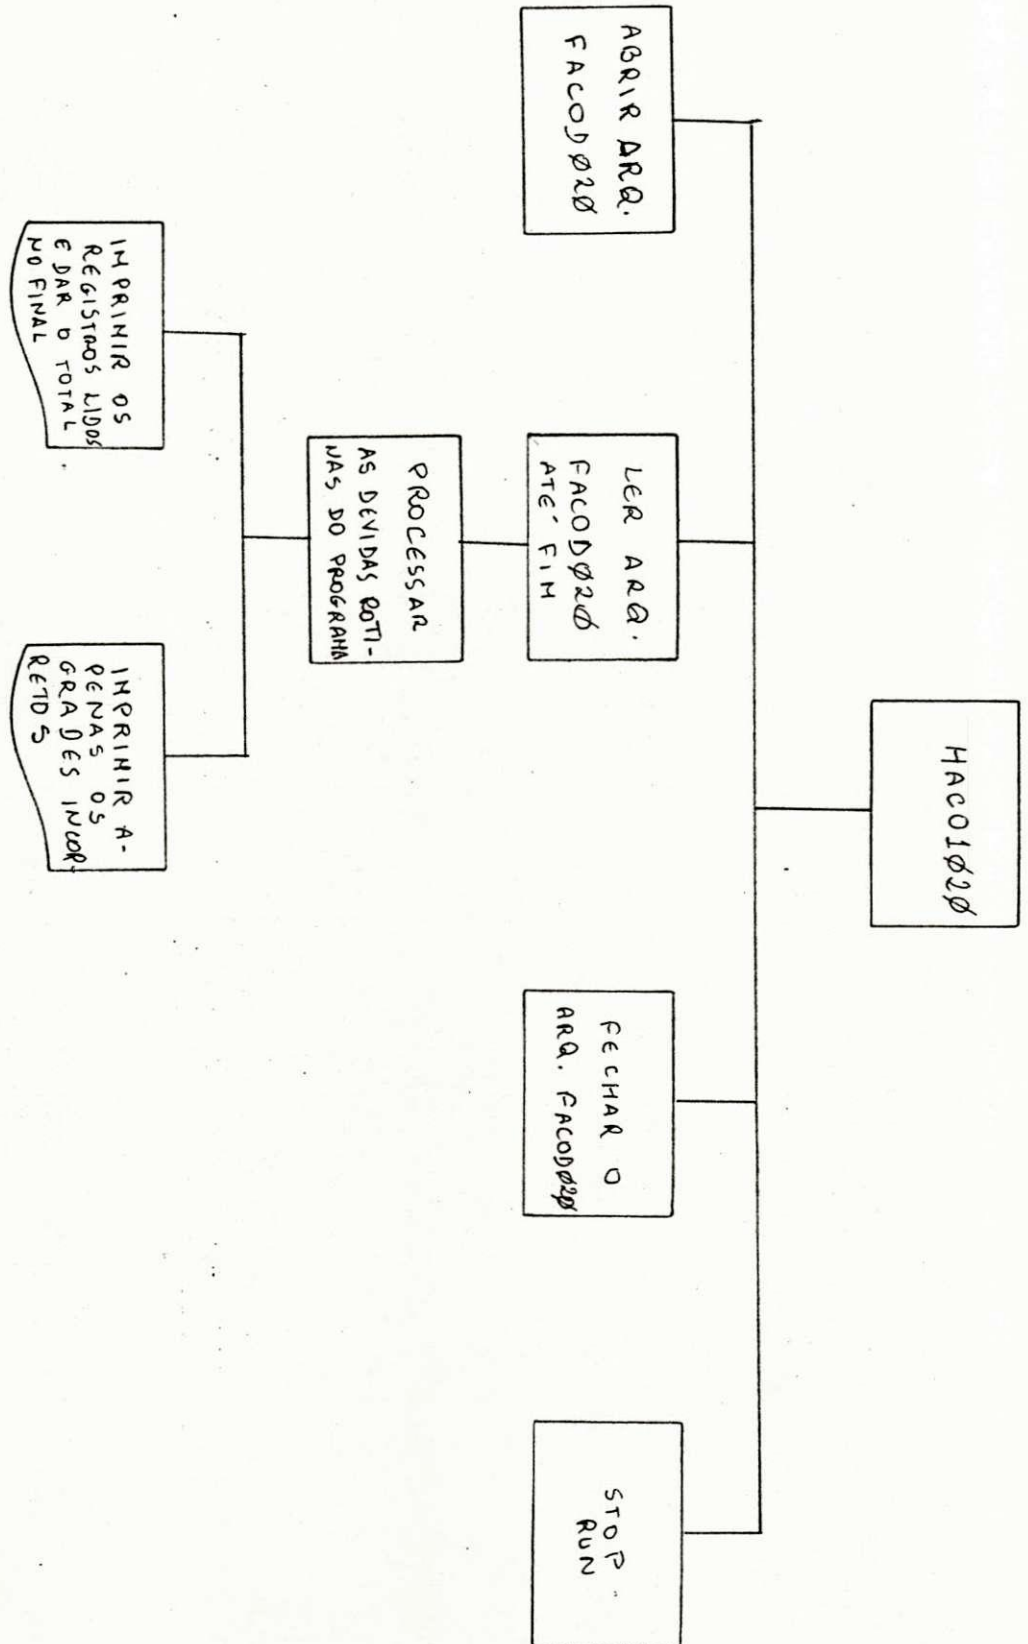 HACO1Ø2Ø
ABRIR ARQ.
FACODØ2Ø
LER ARQ.
FACODØ2Ø
ATE´ FIM
FECHAR O
ARQ. FACODØ2Ø
STOP
RUN
PROCESSAR
AS DEVIDAS ROTI-
NAS DO PROGRAMA
IMPRIMIR OS
REGISTROS LIDOS
E DAR O TOTAL
NO FINAL
IMPRIMIR A-
PENAS OS
GRADES INCOR-
RETOS